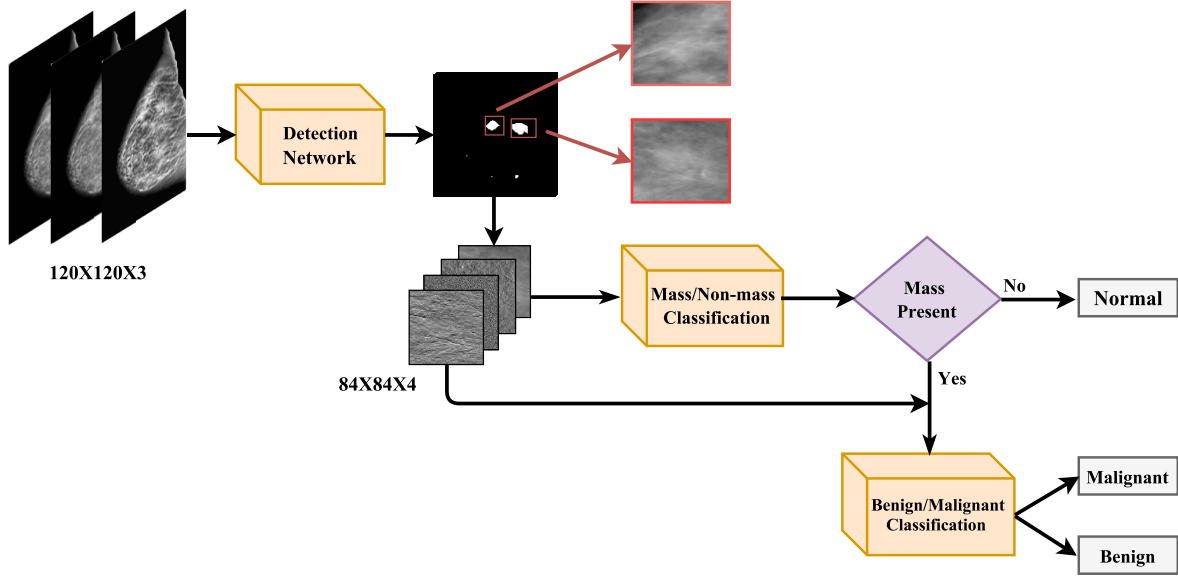 Detection
Network
120X120X3
Mass/Non-mass
Classification
Mass
Present
No
Normal
84X84X4
Yes
Benign/Malignant
Classification
Malignant
Benign